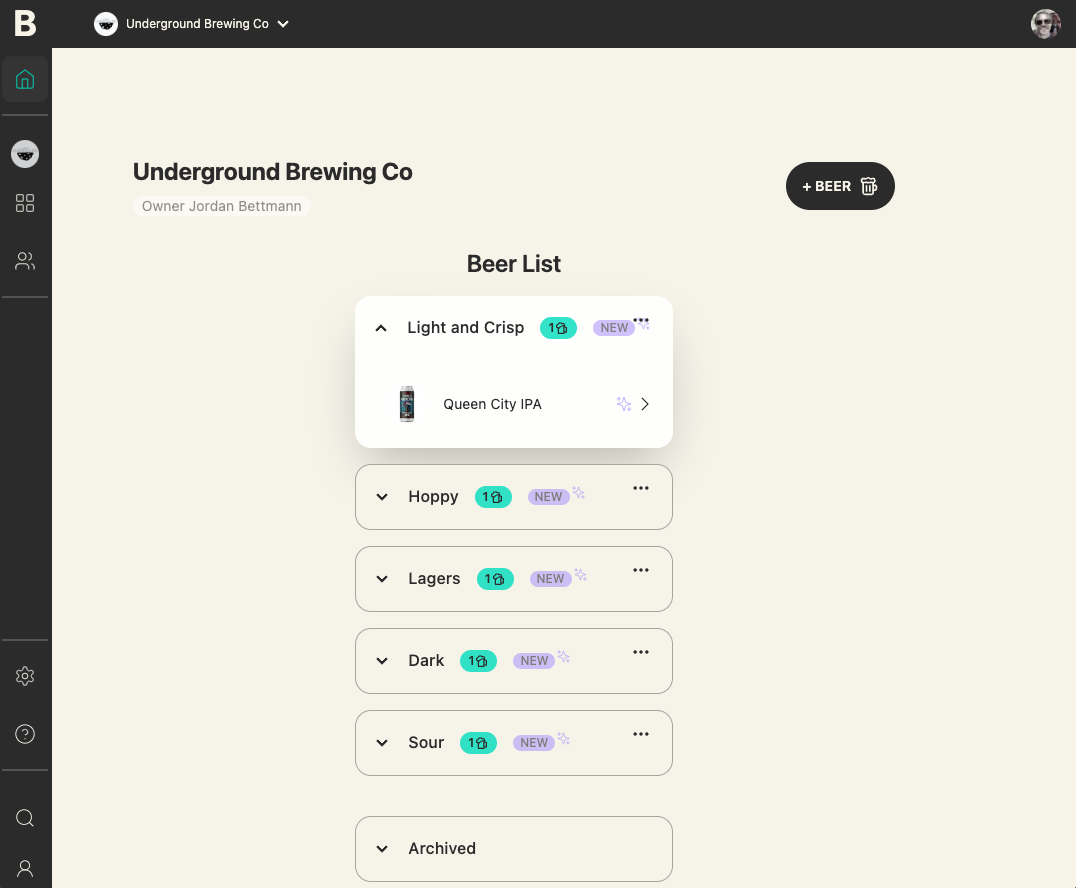 B
Underground Brewing Co
Underground Brewing Co
+ BEER
Owner Jordan Bettmann
Beer List
Light and Crisp 1 NEW
Queen City IPA
Hoppy 1 NEW
Lagers 1 NEW
Dark 1 NEW
Sour 1 NEW
Archived